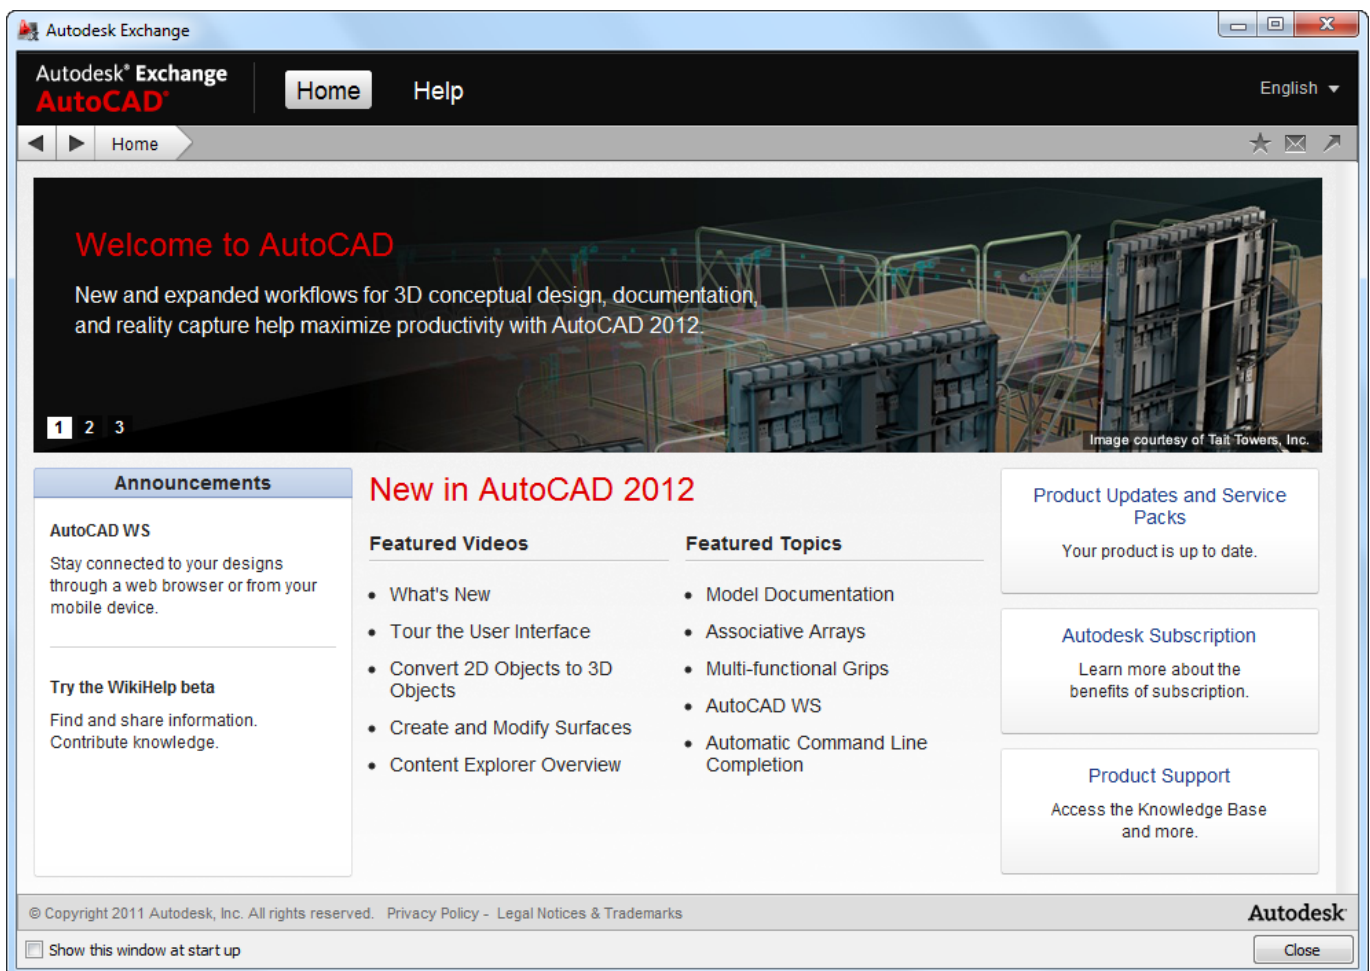 Autodesk Exchange
Autodesk® Exchange
AutoCAD®
Home
Help
English
Home
Welcome to AutoCAD
New and expanded workflows for 3D conceptual design, documentation,
and reality capture help maximize productivity with AutoCAD 2012.
1 2 3
Image courtesy of Tait Towers, Inc.
Announcements
AutoCAD WS
Stay connected to your designs
through a web browser or from your
mobile device.
Try the WikiHelp beta
Find and share information.
Contribute knowledge.
New in AutoCAD 2012
Featured Videos
What's New
Tour the User Interface
Convert 2D Objects to 3D
Objects
Create and Modify Surfaces
Content Explorer Overview
Featured Topics
Model Documentation
Associative Arrays
Multi-functional Grips
AutoCAD WS
Automatic Command Line
Completion
Product Updates and Service
Packs
Your product is up to date.
Autodesk Subscription
Learn more about the
benefits of subscription.
Product Support
Access the Knowledge Base
and more.
© Copyright 2011 Autodesk, Inc. All rights reserved. Privacy Policy - Legal Notices & Trademarks
Autodesk
Show this window at start up
Close